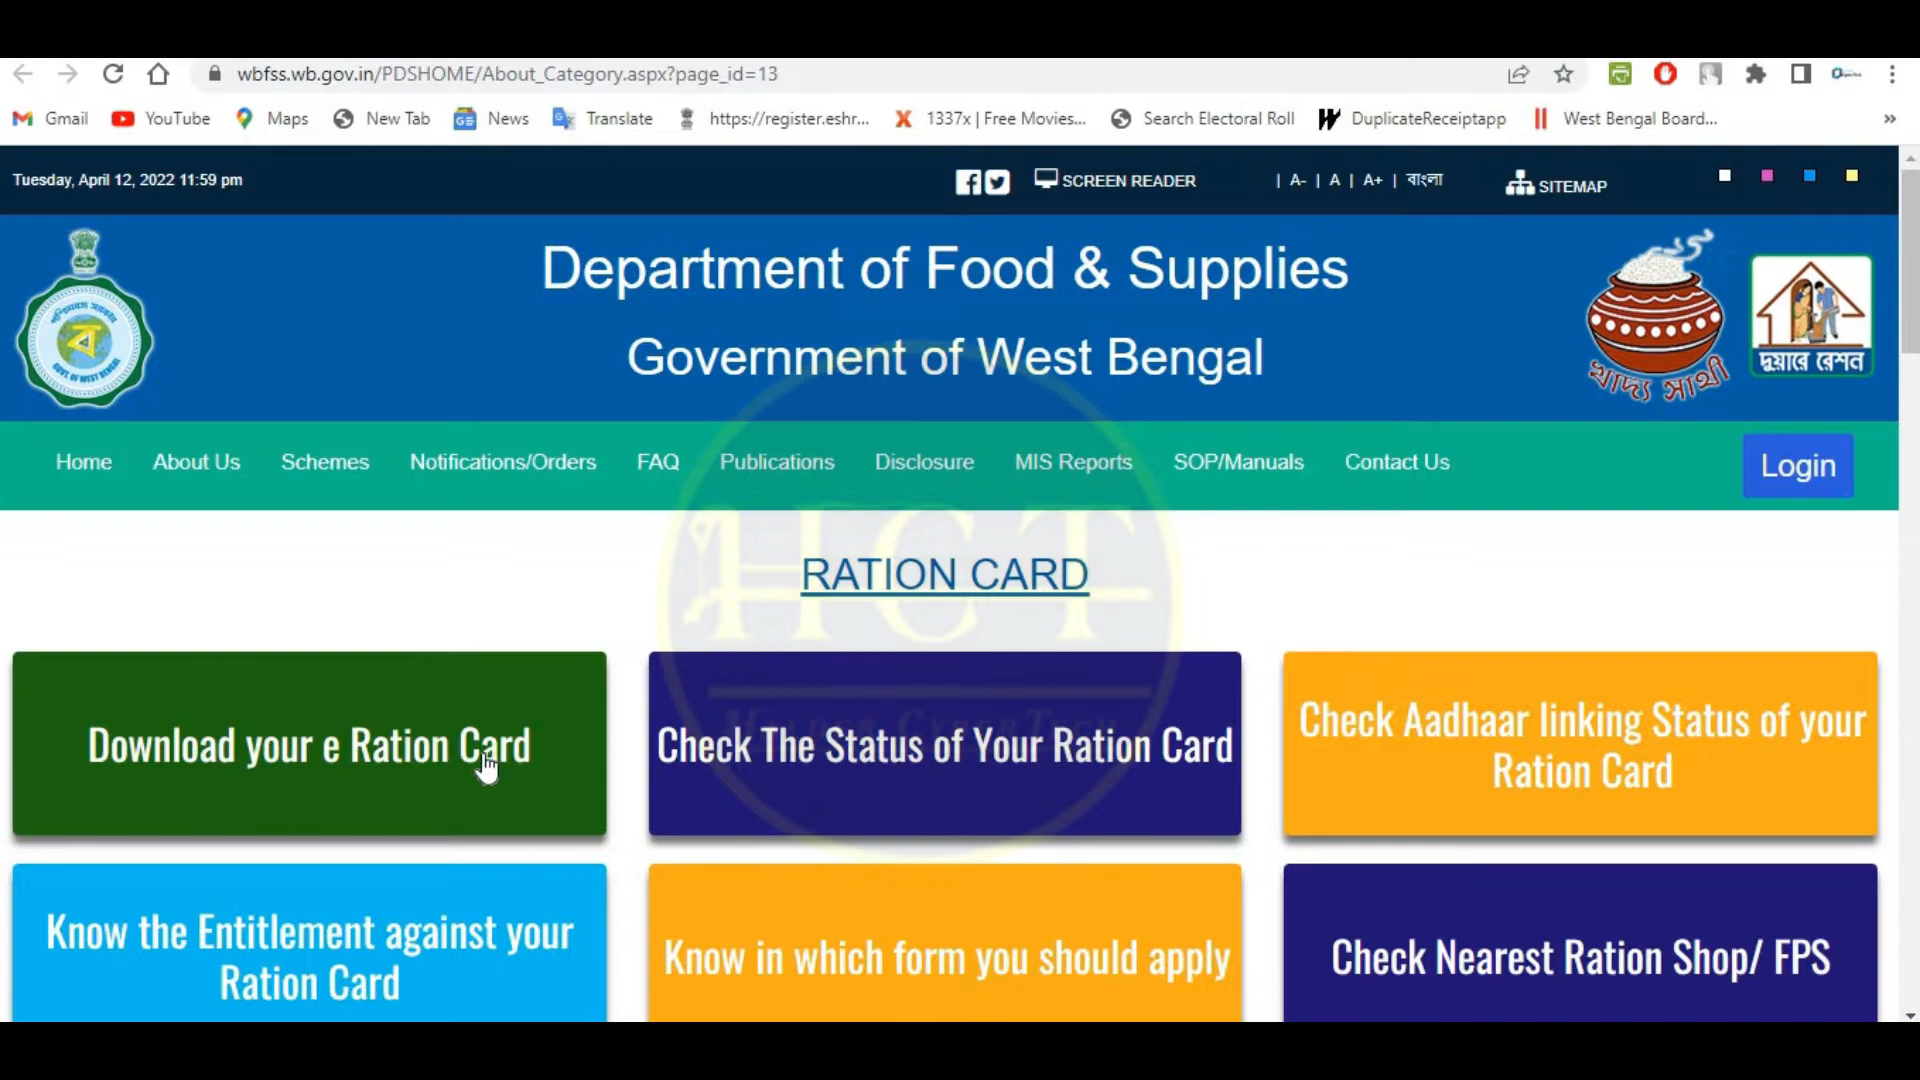 wbfss.wb.gov.in/PDSHOME/About_Category.aspx?page_id=13
Gmail YouTube Maps New Tab News Translate https://register.eshr... 1337x | Free Movies... Search Electoral Roll DuplicateReceiptapp West Bengal Board... »
Tuesday, April 12, 2022 11:59 pm SCREEN READER | A- | A | A+ | বাংলা SITEMAP
Department of Food & Supplies
Government of West Bengal
খাদ্য সাথী
দুয়ারে রেশন
GOVT. OF WEST BENGAL
Home About Us Schemes Notifications/Orders FAQ Publications Disclosure MIS Reports SOP/Manuals Contact Us Login
HCT
RATION CARD
Download your e Ration Card
Check The Status of Your Ration Card
Check Aadhaar linking Status of your
Ration Card
Know the Entitlement against your
Ration Card
Know in which form you should apply
Check Nearest Ration Shop/ FPS